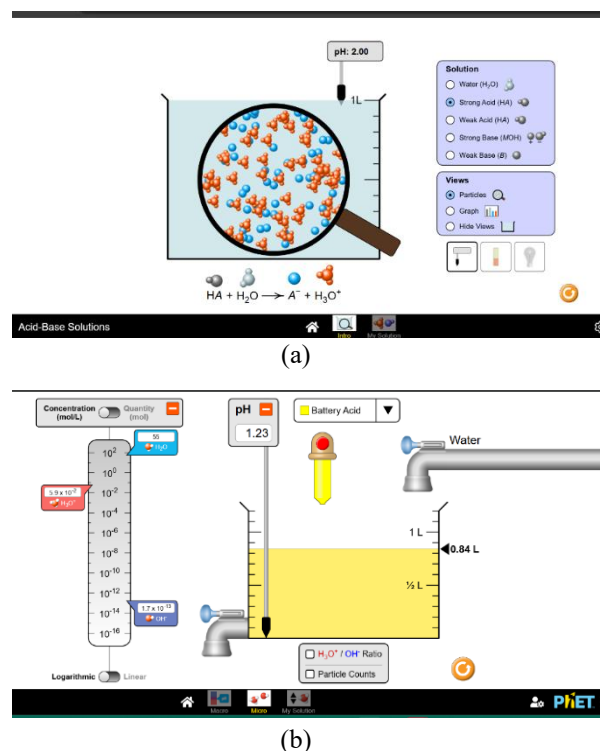 pH: 2.00
1L
Solution
Water (H₂O)
Strong Acid (HA)
Weak Acid (HA)
Strong Base (MOH)
Weak Base (B)
Views
Particles
Graph
Hide Views
HA + H₂O → A⁻ + H₃O⁺
Acid-Base Solutions
Intro
My Solution
(a)
Concentration (mol/L)
Quantity (mol)
pH
1.23
Battery Acid
Water
55
H₂O
10²
10⁰
5.9 x 10⁻²
H₃O⁺
10⁻²
10⁻⁴
10⁻⁶
10⁻⁸
10⁻¹⁰
10⁻¹²
1.7 x 10⁻¹³
OH⁻
10⁻¹⁴
10⁻¹⁶
1 L
0.84 L
½ L
H₃O⁺ / OH⁻ Ratio
Particle Counts
Logarithmic
Linear
Macro
Micro
My Solution
PhET
(b)